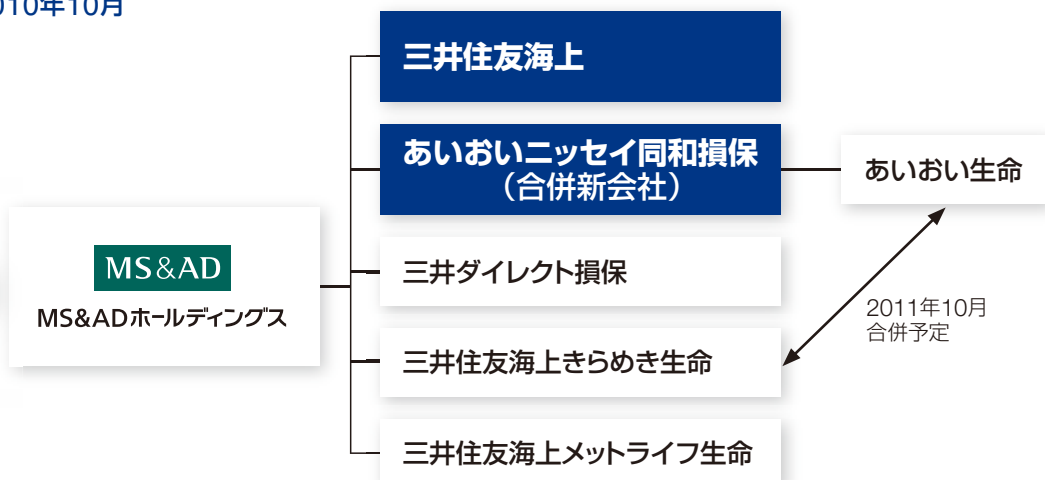 010年10月
三井住友海上
あいおいニッセイ同和損保
（合併新会社）
あいおい生命
MS&AD
MS&ADホールディングス
三井ダイレクト損保
2011年10月
合併予定
三井住友海上きらめき生命
三井住友海上メットライフ生命